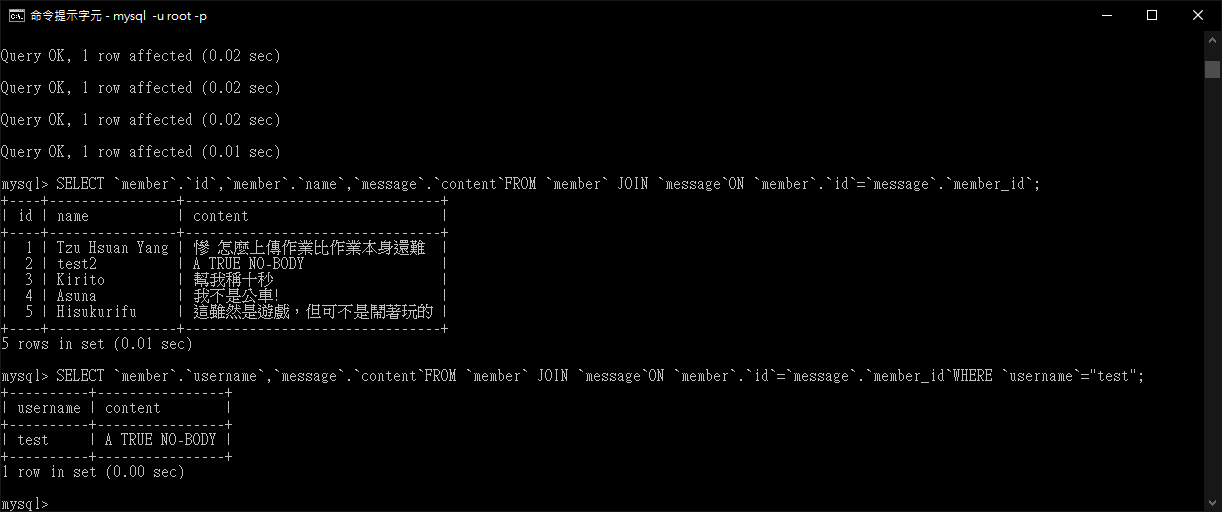 命令提示字元 - mysql -u root -p
Query OK, 1 row affected (0.02 sec)
Query OK, 1 row affected (0.02 sec)
Query OK, 1 row affected (0.02 sec)
Query OK, 1 row affected (0.01 sec)
mysql> SELECT `member`.`id`,`member`.`name`,`message`.`content`FROM `member` JOIN `message`ON `member`.`id`=`message`.`member_id`;
+----+----------------+--------------------------------+
| id | name           | content                        |
+----+----------------+--------------------------------+
|  1 | Tzu Hsuan Yang | 慘 怎麼上傳作業比作業本身還難  |
|  2 | test2          | A TRUE NO-BODY                 |
|  3 | Kirito         | 幫我稱十秒                     |
|  4 | Asuna          | 我不是公車!                    |
|  5 | Hisukurifu     | 這雖然是遊戲，但可不是鬧著玩的 |
+----+----------------+--------------------------------+
5 rows in set (0.01 sec)
mysql> SELECT `member`.`username`,`message`.`content`FROM `member` JOIN `message`ON `member`.`id`=`message`.`member_id`WHERE `username`="test";
+----------+----------------+
| username | content        |
+----------+----------------+
| test     | A TRUE NO-BODY |
+----------+----------------+
1 row in set (0.00 sec)
mysql>